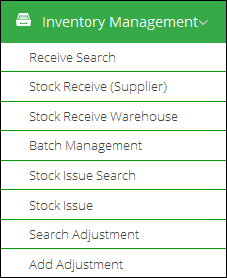 Inventory Management
Receive Search
Stock Receive (Supplier)
Stock Receive Warehouse
Batch Management
Stock Issue Search
Stock Issue
Search Adjustment
Add Adjustment